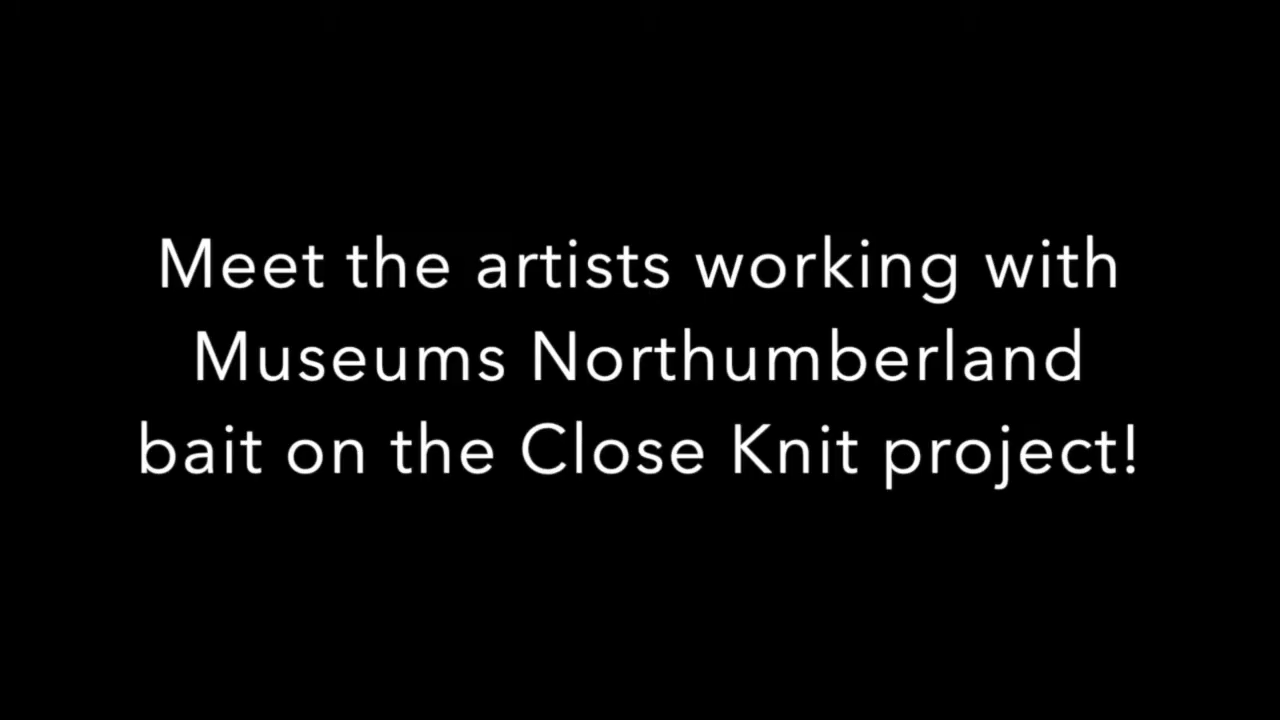 Meet the artists working with
Museums Northumberland
bait on the Close Knit project!